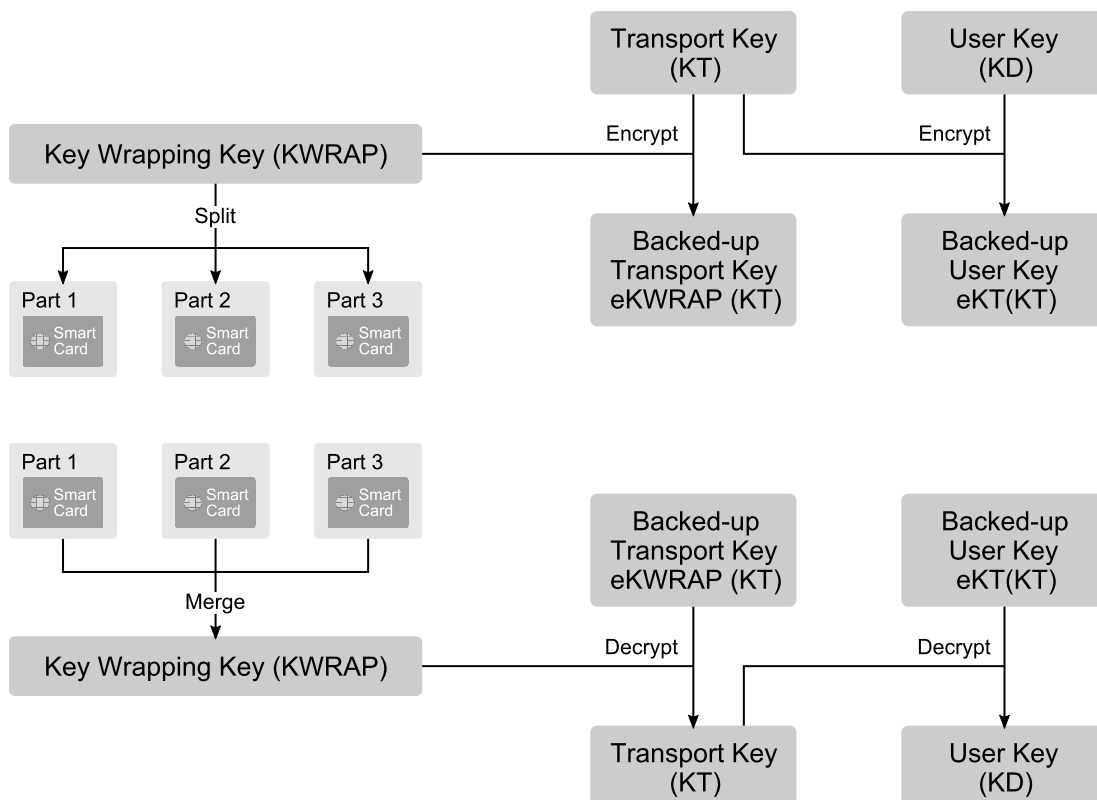 Transport Key
(KT)
User Key
(KD)
Encrypt
Encrypt
Key Wrapping Key (KWRAP)
Split
Backed-up
Transport Key
eKWRAP (KT)
Backed-up
User Key
eKT(KT)
Part 1
Smart
Card
Part 2
Smart
Card
Part 3
Smart
Card
Part 1
Smart
Card
Part 2
Smart
Card
Part 3
Smart
Card
Backed-up
Transport Key
eKWRAP (KT)
Backed-up
User Key
eKT(KT)
Merge
Decrypt
Decrypt
Key Wrapping Key (KWRAP)
Transport Key
(KT)
User Key
(KD)